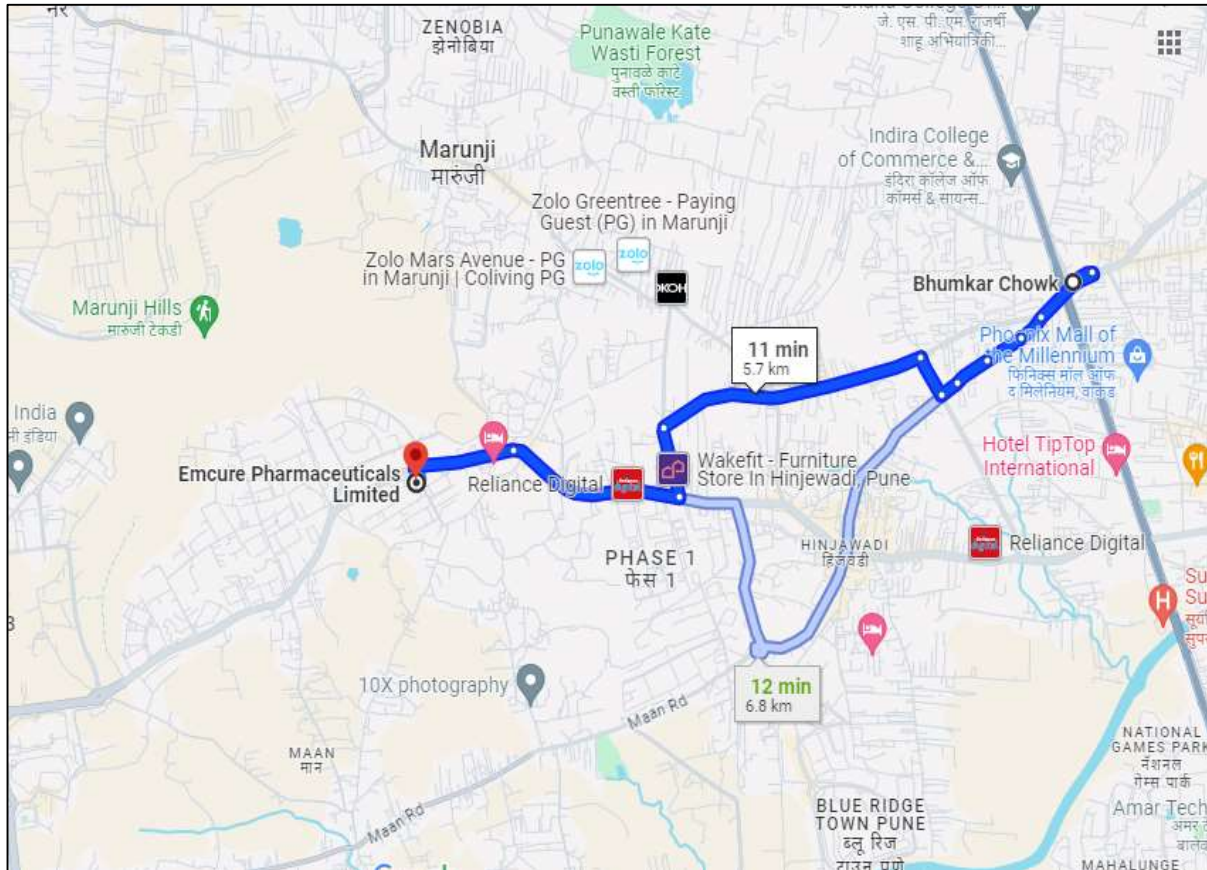 ZENOBIA
झेनोबिया
Punawale Kate
Wasti Forest
पुनावळे काटे
वस्ती फॉरेस्ट
जे. एस. पी. एम. राजर्षी
शाहू अभियांत्रिकी...
Indira College
of Commerce &...
इंदिरा कॉलेज ऑफ
कॉमर्स & सायन्स...
Marunji
मारुंजी
Zolo Greentree - Paying
Guest (PG) in Marunji
zolo
Zolo Mars Avenue - PG
in Marunji | Coliving PG
zolo
Bhumkar Chowk
Marunji Hills
मारुंजी टेकडी
11 min
5.7 km
Phoenix Mall of
the Millennium
फिनिक्स मॉल ऑफ
द मिलेनियम, वाकड
India
Emcure Pharmaceuticals
Limited
Reliance Digital
Wakefit - Furniture
Store In Hinjewadi, Pune
Hotel TipTop
International
PHASE 1
फेस 1
HINJAWADI
हिंजवडी
Reliance Digital
H
12 min
6.8 km
10X photography
Maan Rd
MAAN
मान
Maan Rd
NATIONAL
GAMES PARK
नॅशनल
गेम्स पार्क
BLUE RIDGE
TOWN PUNE
ब्लू रिज
टाउन पुणे
Amar Tech
MAHALUNGE